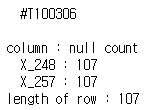 #T100306
column : null count
X_248 : 107
X_257 : 107
length of row : 107